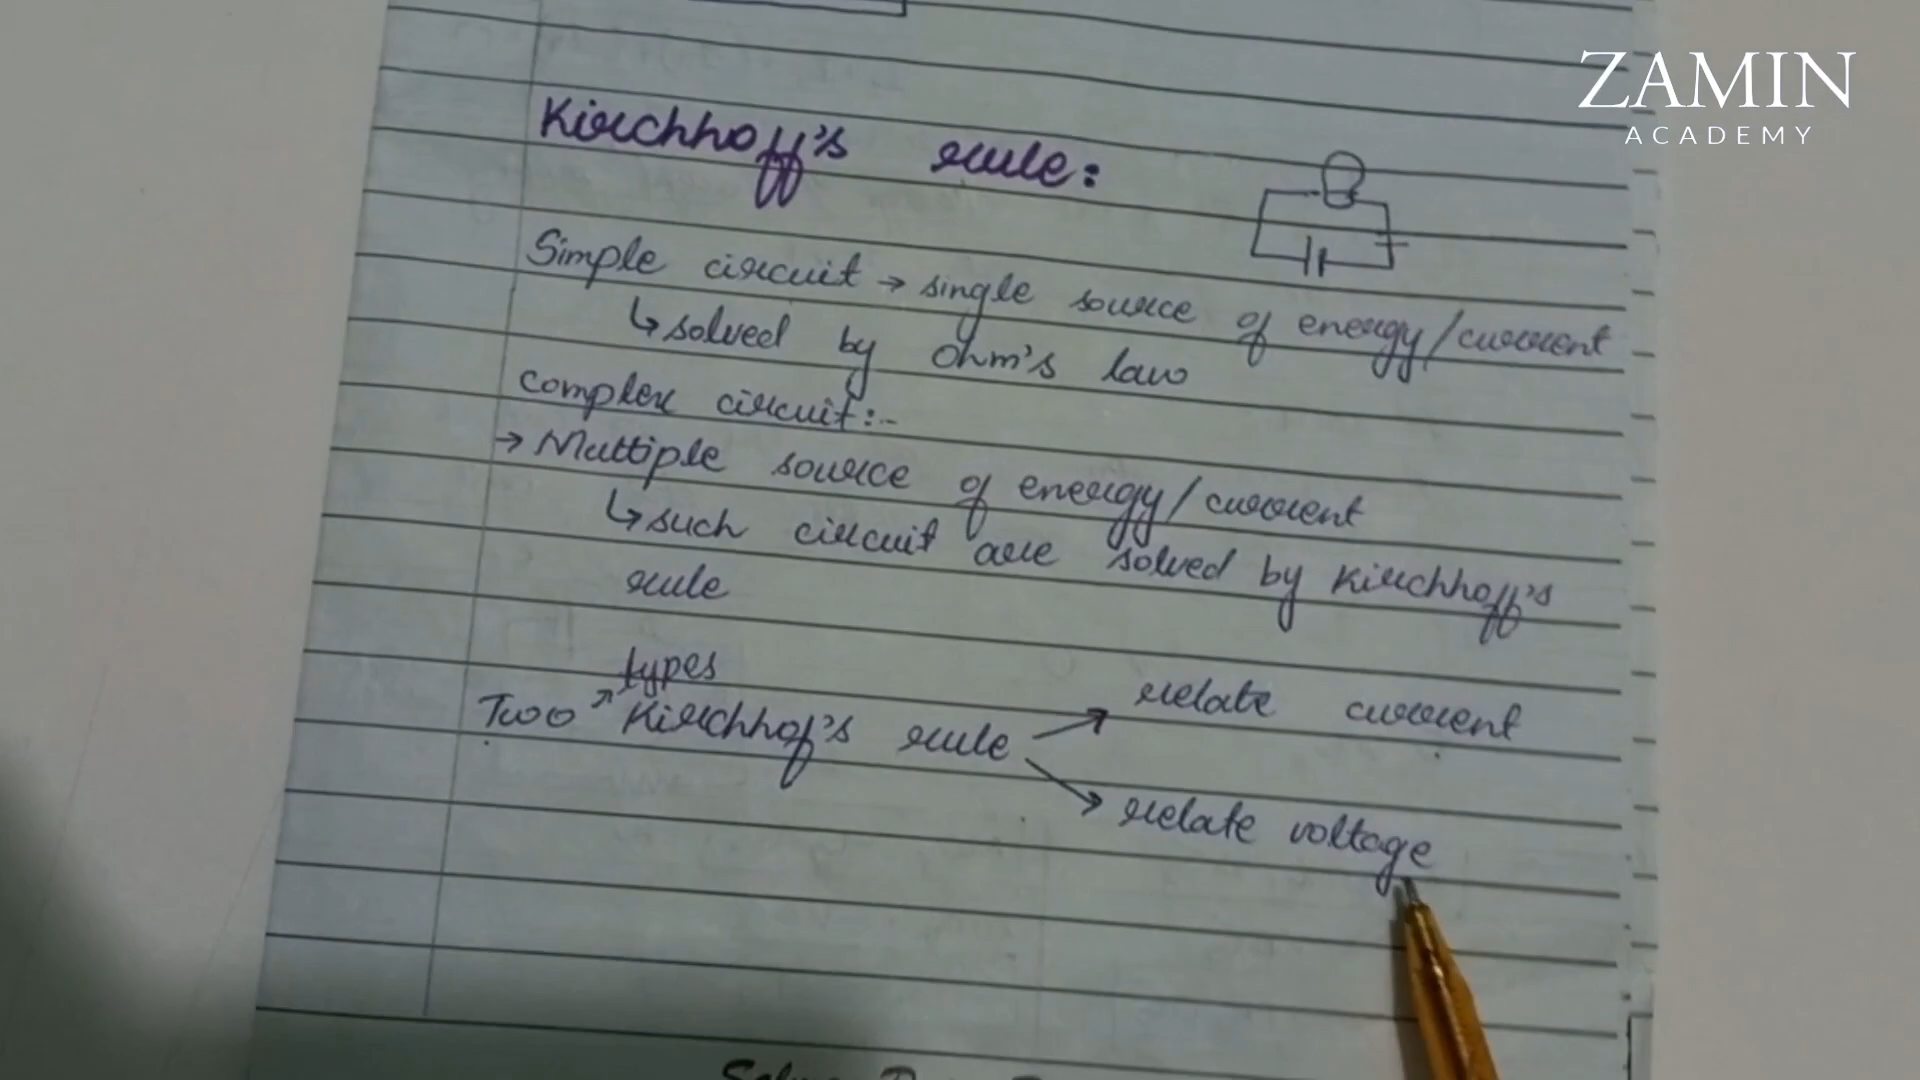 ZAMIN
ACADEMY
Kirchhoff's rule:
Simple circuit → single source of energy/current
↳ solved by Ohm's law
complex circuit:-
→ Multiple source of energy/current
↳ such circuit are solved by Kirchhoff's
rule
types
Two ↗ Kirchhof's rule → relate current
→ relate voltage